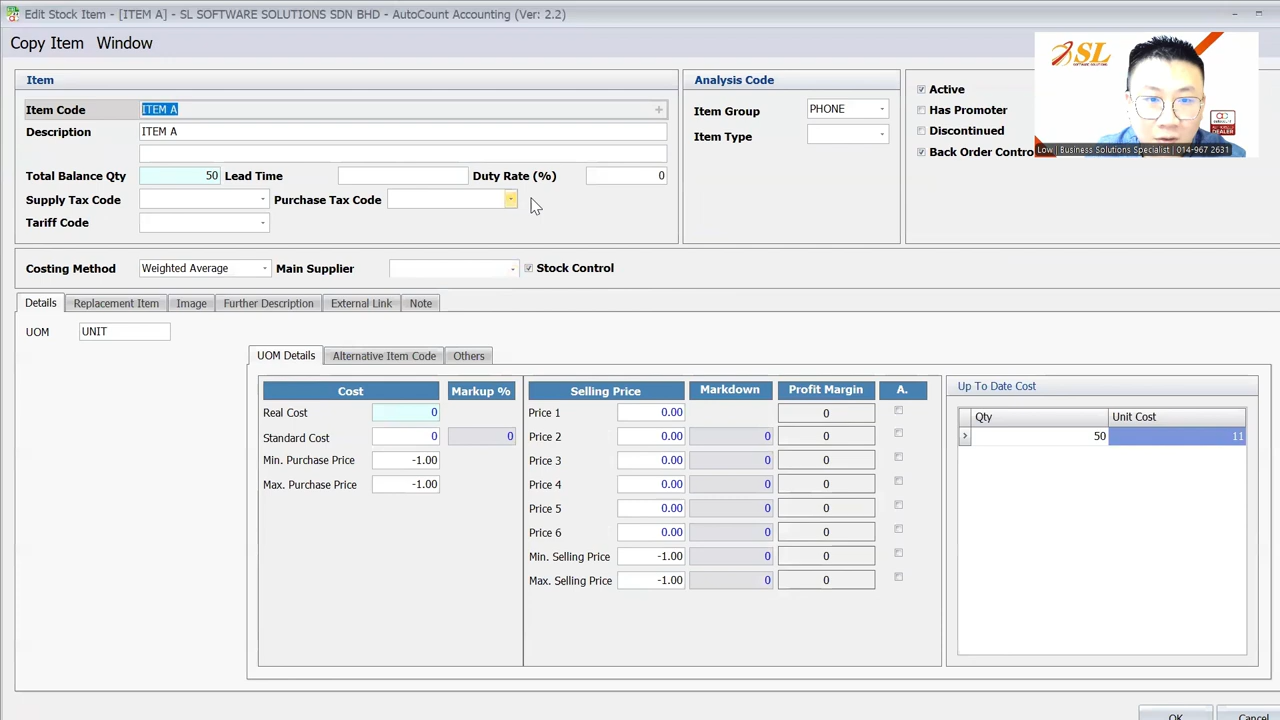 Edit Stock Item - [ITEM A] - SL SOFTWARE SOLUTIONS SDN BHD - AutoCount Accounting (Ver: 2.2)
Copy Item Window
SL
SOFTWARE SOLUTIONS
Low | Business Solutions Specialist | 014-967 2631
Item
Item Code ITEM A
Description ITEM A
Total Balance Qty 50 Lead Time Duty Rate (%) 0
Supply Tax Code Purchase Tax Code
Tariff Code
Analysis Code
Item Group PHONE
Item Type
Active
Has Promoter
Discontinued
Back Order Contro
Costing Method Weighted Average Main Supplier Stock Control
Details Replacement Item Image Further Description External Link Note
UOM UNIT
UOM Details Alternative Item Code Others
Cost Markup %
Real Cost 0
Standard Cost 0 0
Min. Purchase Price -1.00
Max. Purchase Price -1.00
Selling Price Markdown Profit Margin A.
Price 1 0.00 0
Price 2 0.00 0 0
Price 3 0.00 0 0
Price 4 0.00 0 0
Price 5 0.00 0 0
Price 6 0.00 0 0
Min. Selling Price -1.00 0 0
Max. Selling Price -1.00 0 0
Up To Date Cost
Qty Unit Cost
50 11
OK Cancel